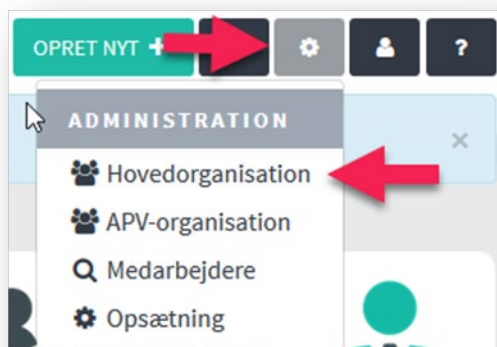 OPRET NYT +
?
ADMINISTRATION
×
Hovedorganisation
APV-organisation
Medarbejdere
Opsætning